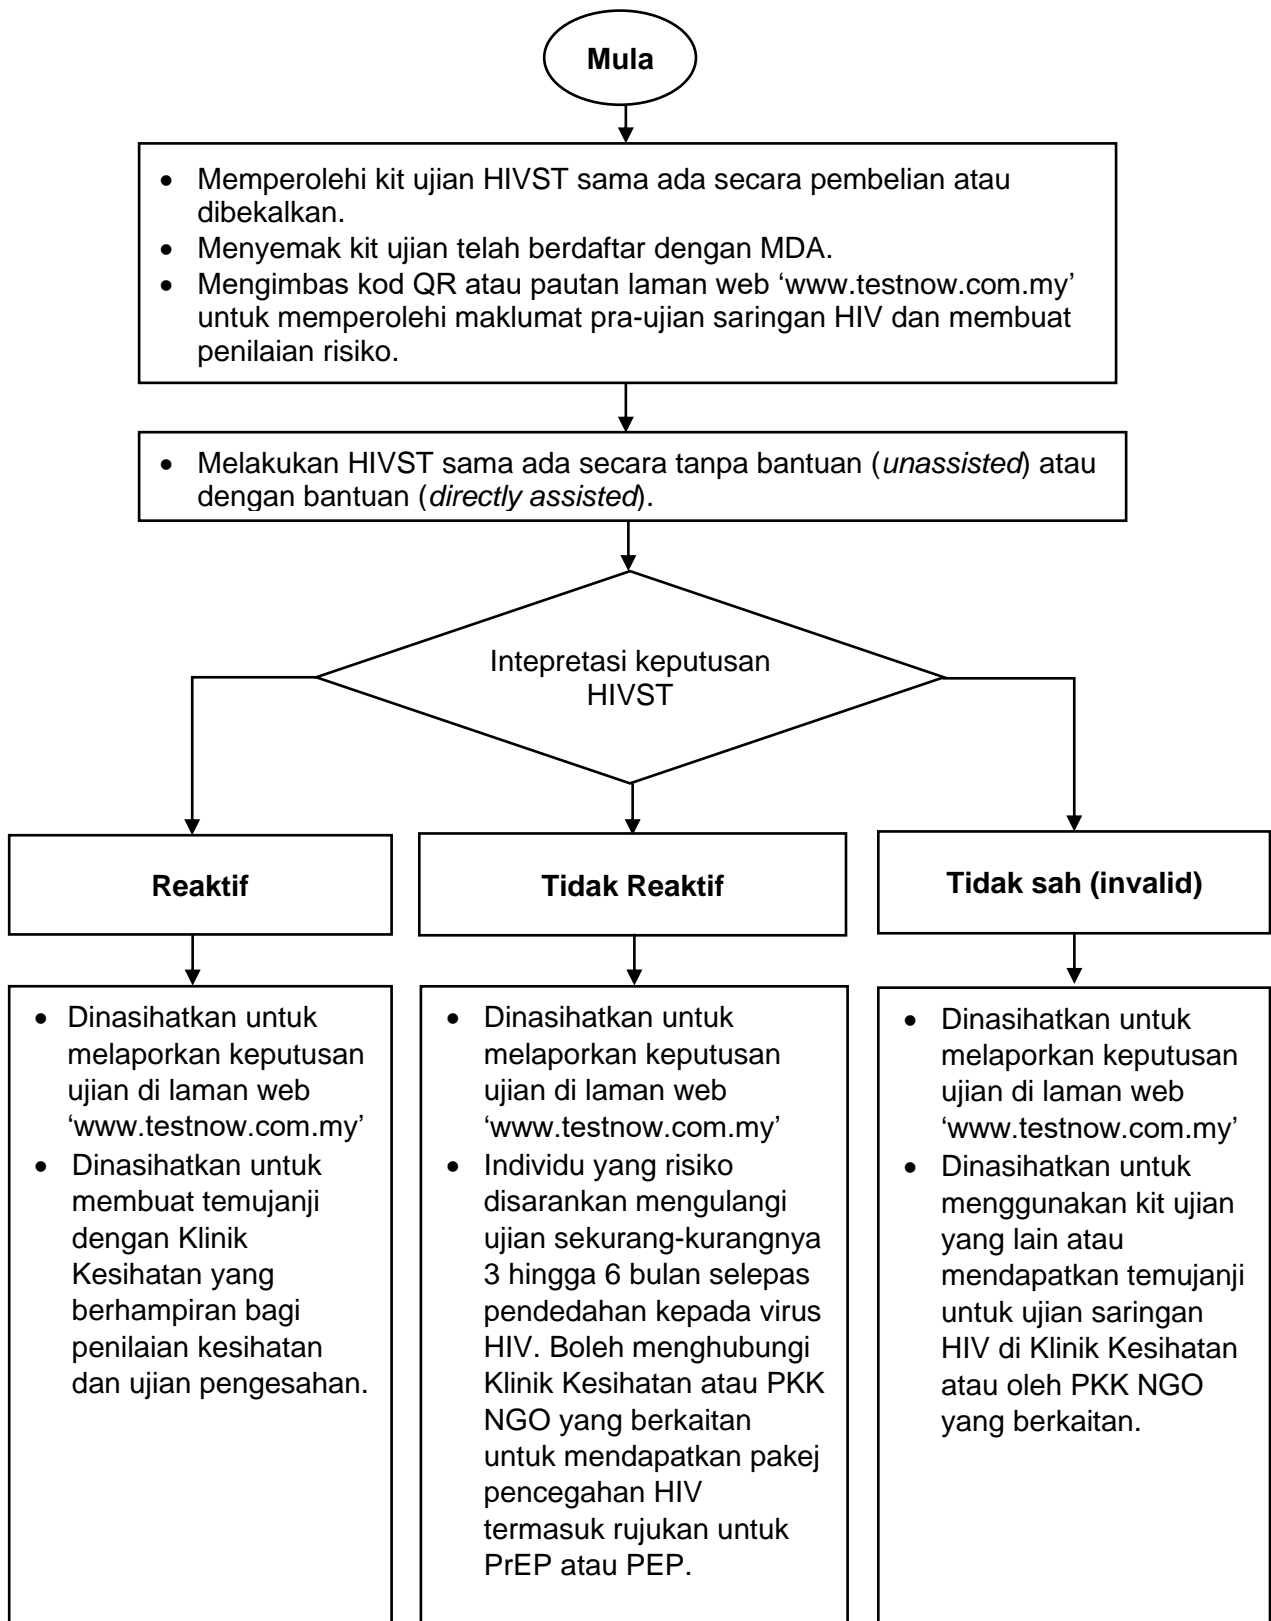 Mula
• Memperolehi kit ujian HIVST sama ada secara pembelian atau
dibekalkan.
• Menyemak kit ujian telah berdaftar dengan MDA.
• Mengimbas kod QR atau pautan laman web ‘www.testnow.com.my’
untuk memperolehi maklumat pra-ujian saringan HIV dan membuat
penilaian risiko.
• Melakukan HIVST sama ada secara tanpa bantuan (unassisted) atau
dengan bantuan (directly assisted).
Intepretasi keputusan
HIVST
Reaktif
Tidak Reaktif
Tidak sah (invalid)
• Dinasihatkan untuk
melaporkan keputusan
ujian di laman web
‘www.testnow.com.my’
• Dinasihatkan untuk
membuat temujanji
dengan Klinik
Kesihatan yang
berhampiran bagi
penilaian kesihatan
dan ujian pengesahan.
• Dinasihatkan untuk
melaporkan keputusan
ujian di laman web
‘www.testnow.com.my’
• Individu yang risiko
disarankan mengulangi
ujian sekurang-kurangnya
3 hingga 6 bulan selepas
pendedahan kepada virus
HIV. Boleh menghubungi
Klinik Kesihatan atau PKK
NGO yang berkaitan
untuk mendapatkan pakej
pencegahan HIV
termasuk rujukan untuk
PrEP atau PEP.
• Dinasihatkan untuk
melaporkan keputusan
ujian di laman web
‘www.testnow.com.my’
• Dinasihatkan untuk
menggunakan kit ujian
yang lain atau
mendapatkan temujanji
untuk ujian saringan
HIV di Klinik Kesihatan
atau oleh PKK NGO
yang berkaitan.